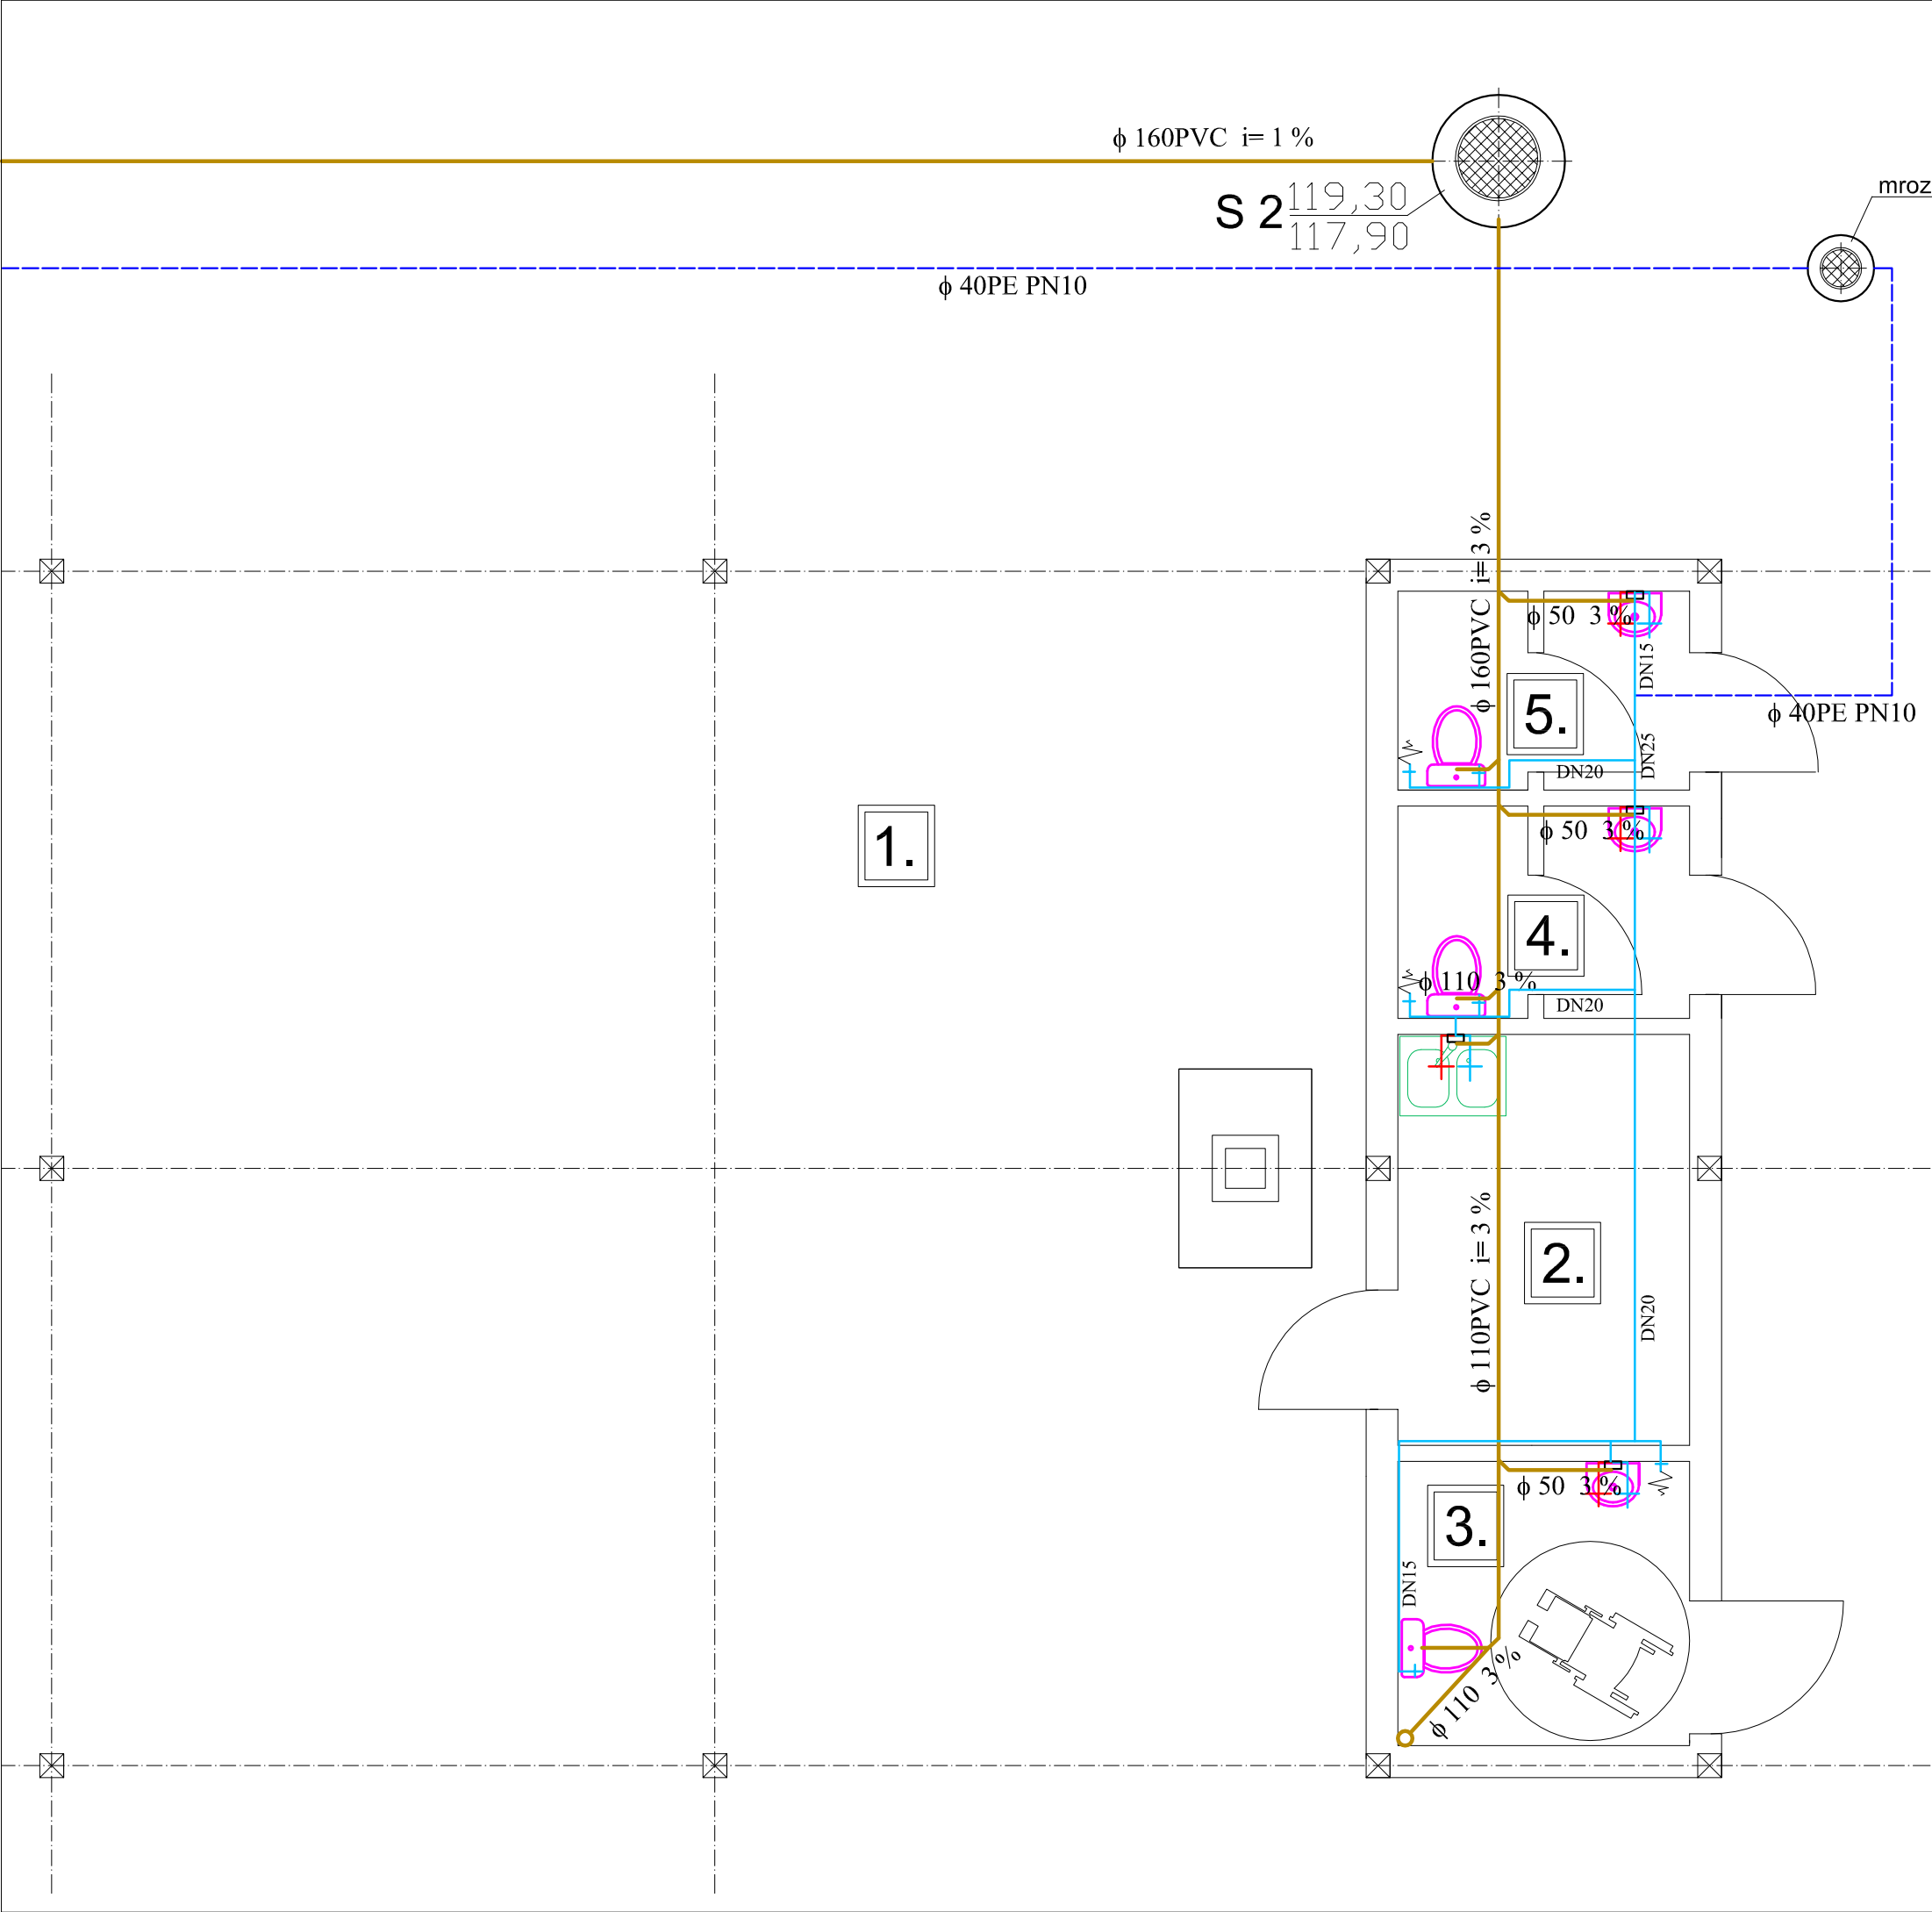 ϕ 160PVC i= 1 %
S 2 119,30
117,90
mroz
ϕ 40PE PN10
ϕ 160PVC i= 3 %
ϕ 50 3 %
DN15
5.
ϕ 40PE PN10
DN25
DN20
1.
ϕ 50 3 %
4.
ϕ 110 3 %
DN20
2.
ϕ 110PVC i= 3 %
DN20
ϕ 50 3 %
3.
DN15
ϕ 110 3 %